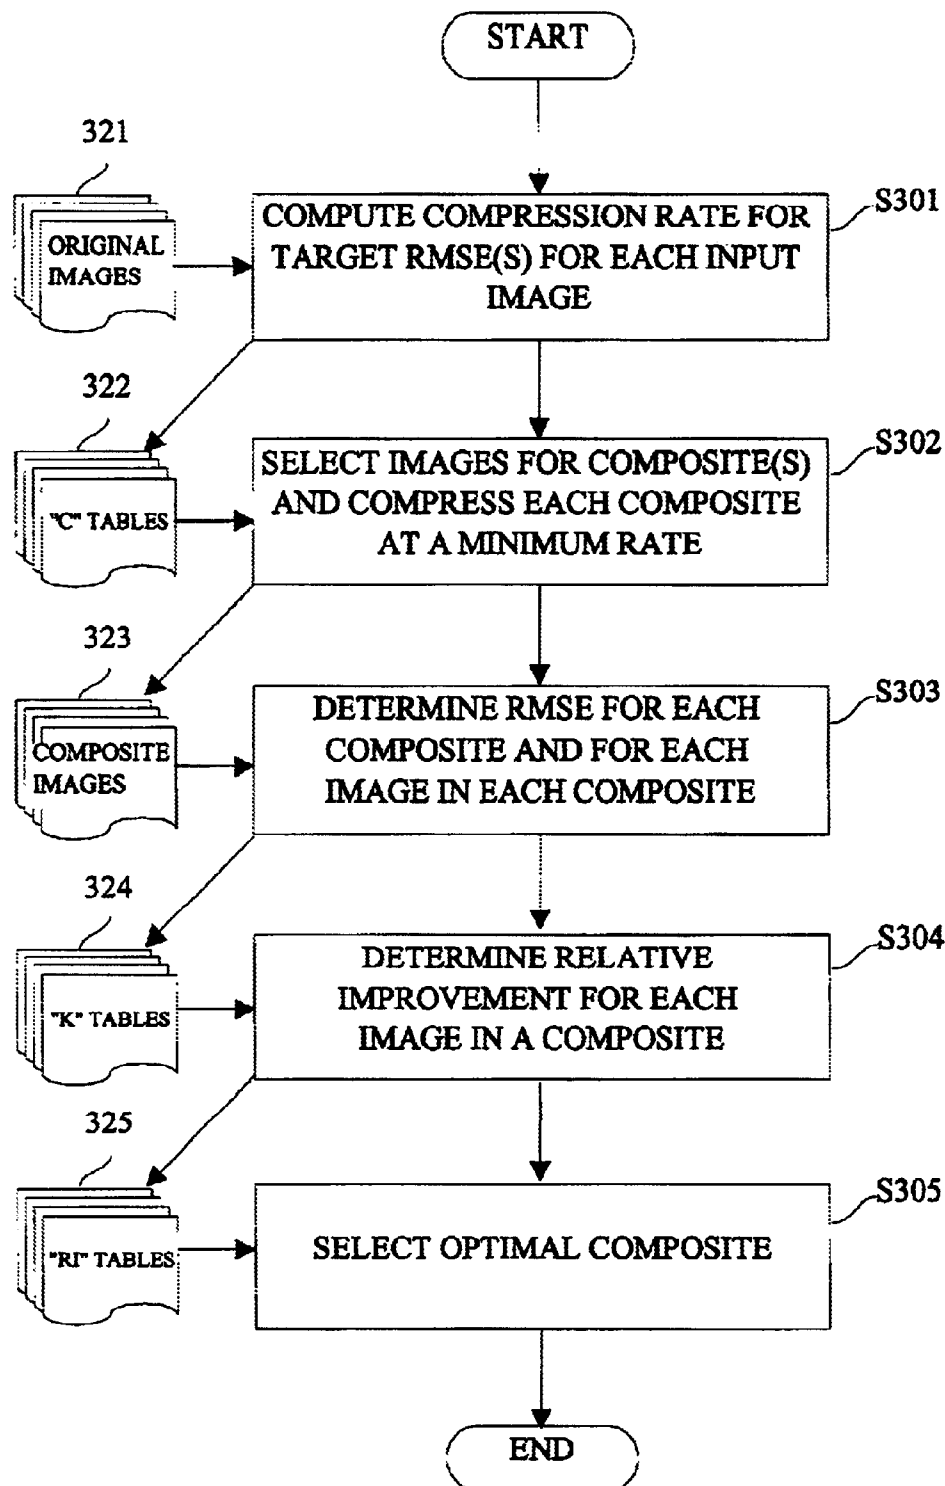 START
321
ORIGINAL
IMAGES
COMPUTE COMPRESSION RATE FOR
TARGET RMSE(S) FOR EACH INPUT
IMAGE
S301
322
"C" TABLES
SELECT IMAGES FOR COMPOSITE(S)
AND COMPRESS EACH COMPOSITE
AT A MINIMUM RATE
S302
323
COMPOSITE
IMAGES
DETERMINE RMSE FOR EACH
COMPOSITE AND FOR EACH
IMAGE IN EACH COMPOSITE
S303
324
"K" TABLES
DETERMINE RELATIVE
IMPROVEMENT FOR EACH
IMAGE IN A COMPOSITE
S304
325
"RI" TABLES
SELECT OPTIMAL COMPOSITE
S305
END